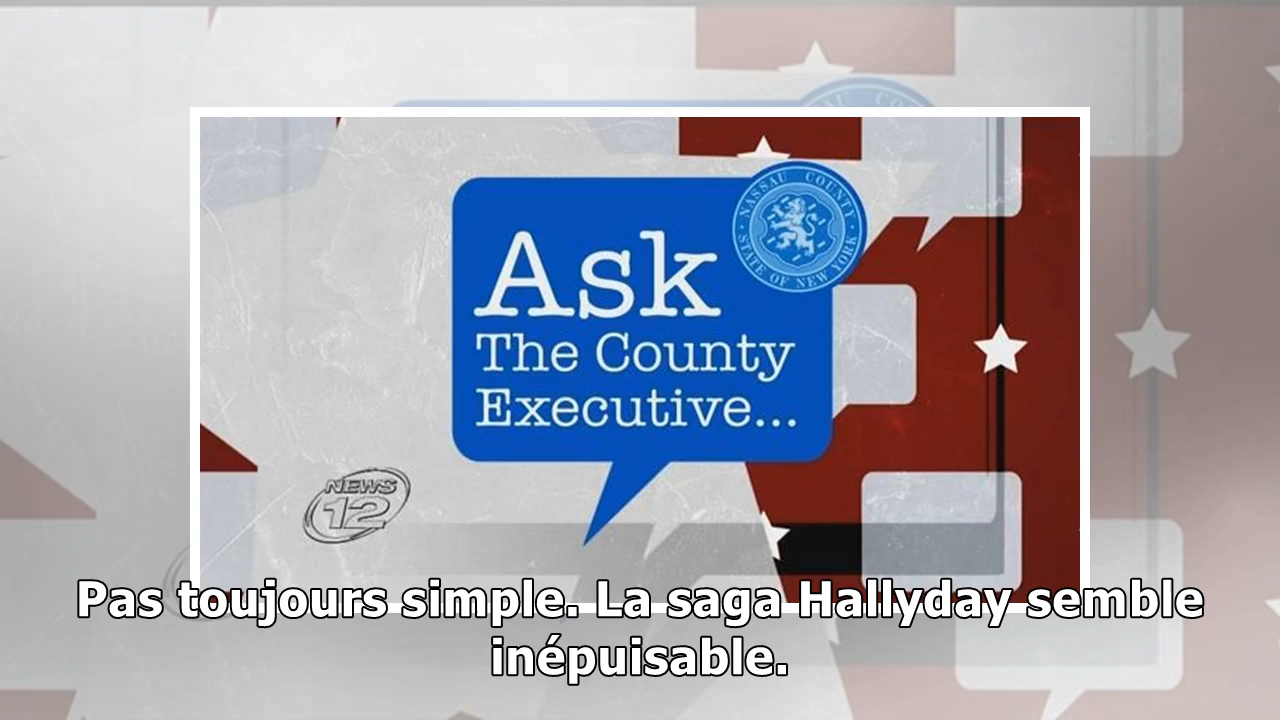 NASSAU COUNTY
STATE OF NEW YORK
Ask
The County
Executive...
NEWS
12
Pas toujours simple. La saga Hallyday semble
inépuisable.